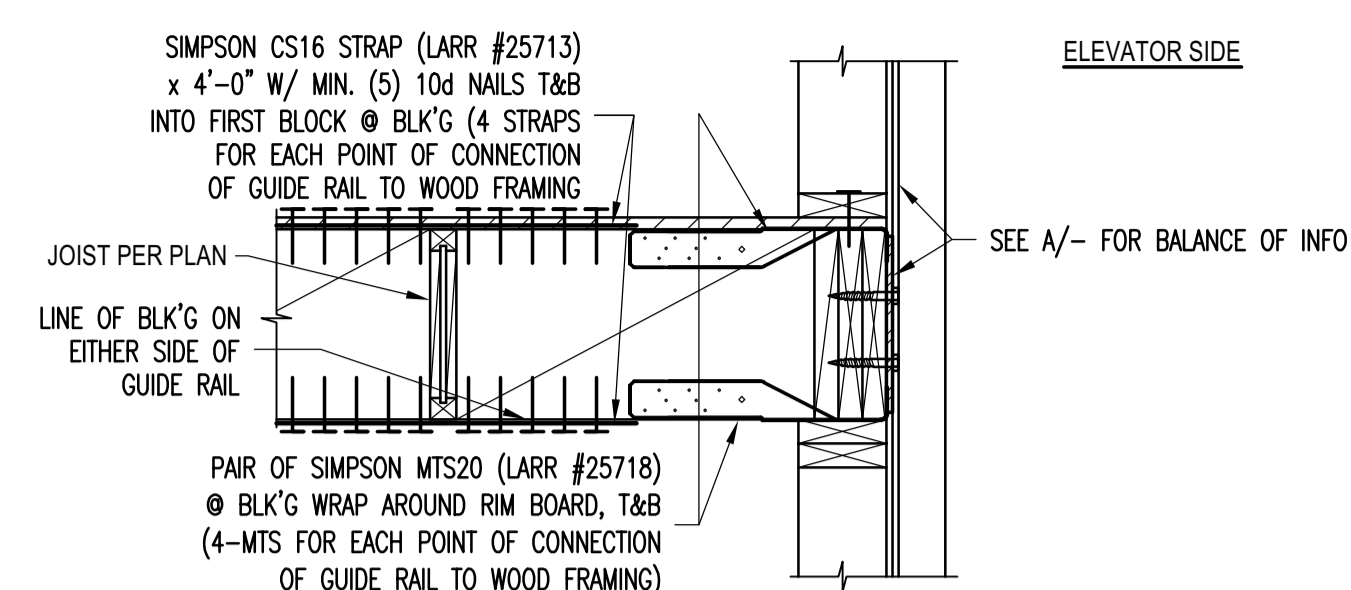 SIMPSON CS16 STRAP (LARR #25713)
x 4'-0" W/ MIN. (5) 10d NAILS T&B
INTO FIRST BLOCK @ BLK'G (4 STRAPS
FOR EACH POINT OF CONNECTION
OF GUIDE RAIL TO WOOD FRAMING
ELEVATOR SIDE
JOIST PER PLAN
SEE A/- FOR BALANCE OF INFO
LINE OF BLK'G ON
EITHER SIDE OF
GUIDE RAIL
PAIR OF SIMPSON MTS20 (LARR #25718)
@ BLK'G WRAP AROUND RIM BOARD, T&B
(4-MTS FOR EACH POINT OF CONNECTION
OF GUIDE RAIL TO WOOD FRAMING)